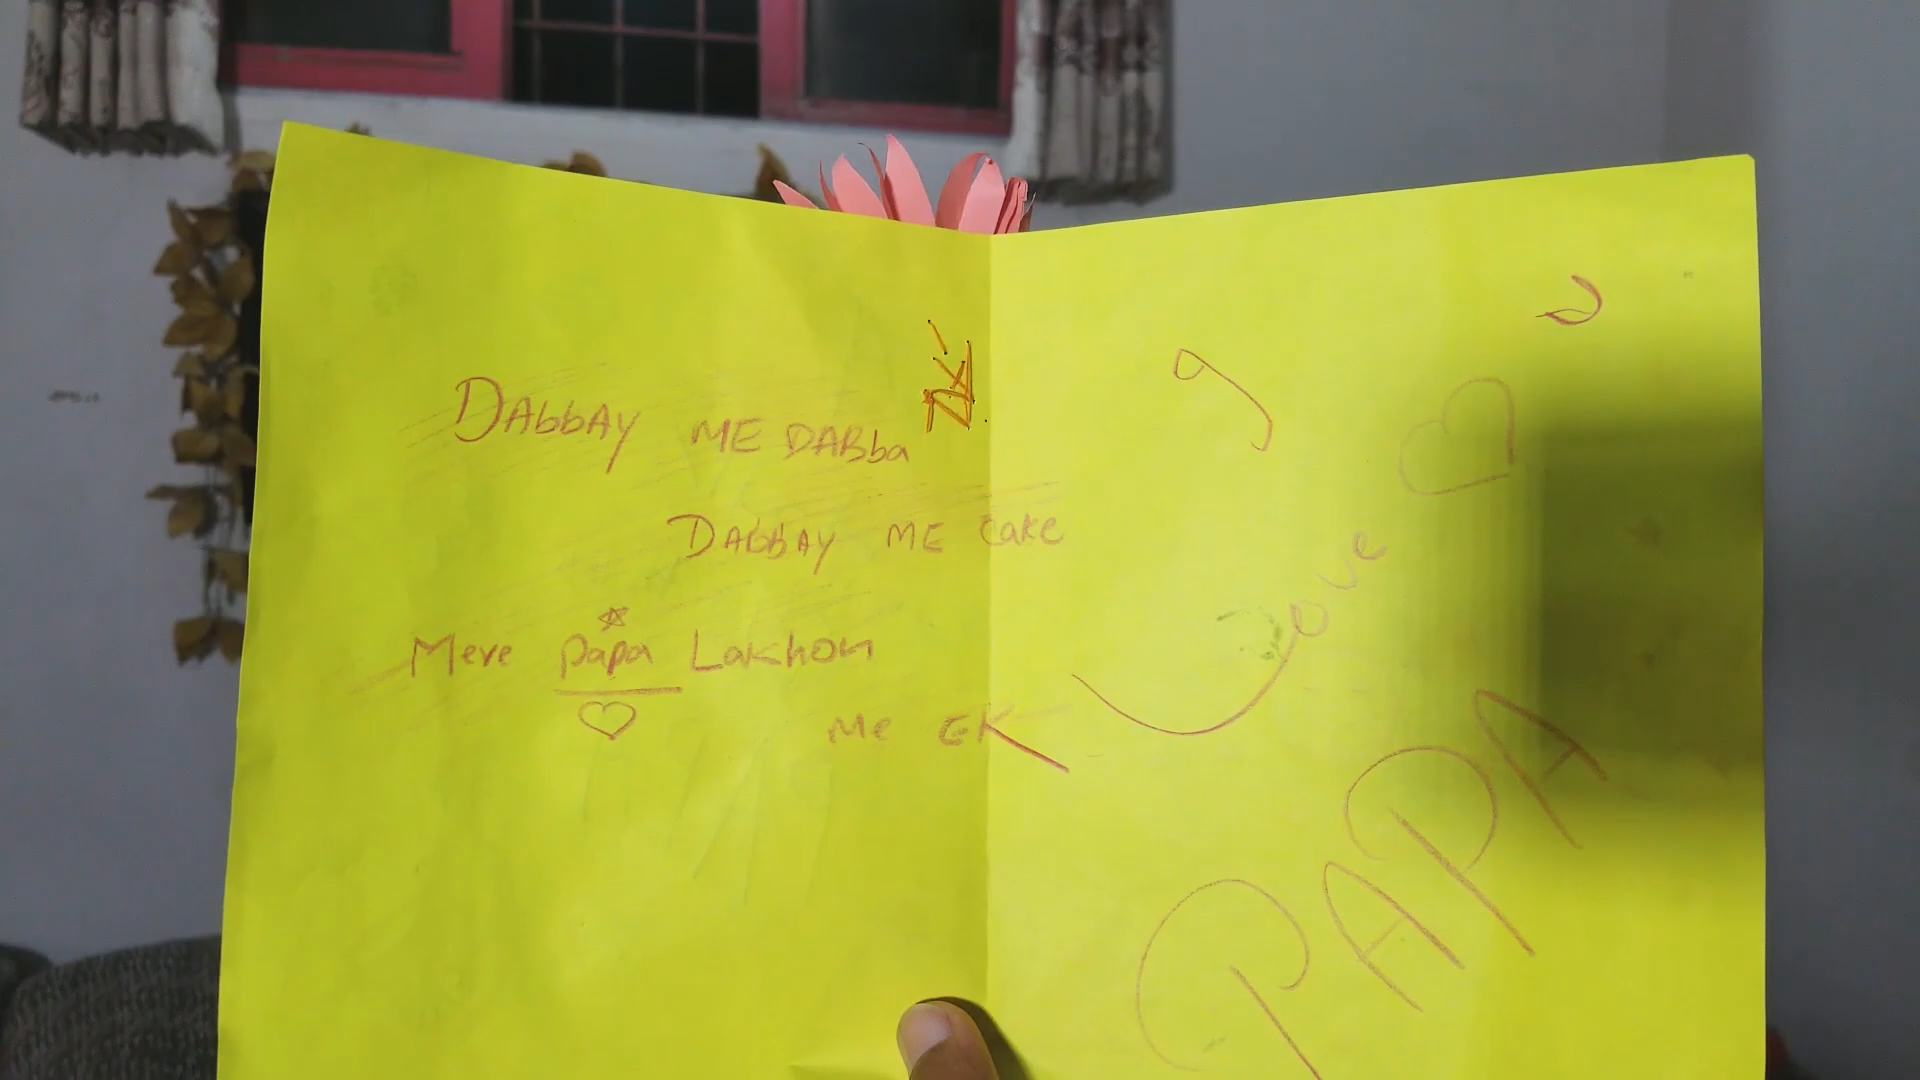 DAbbAy ME DABba
DAbbAy ME cake
Mere papa Lakhon
Me EK
I
Love
U
PAPA